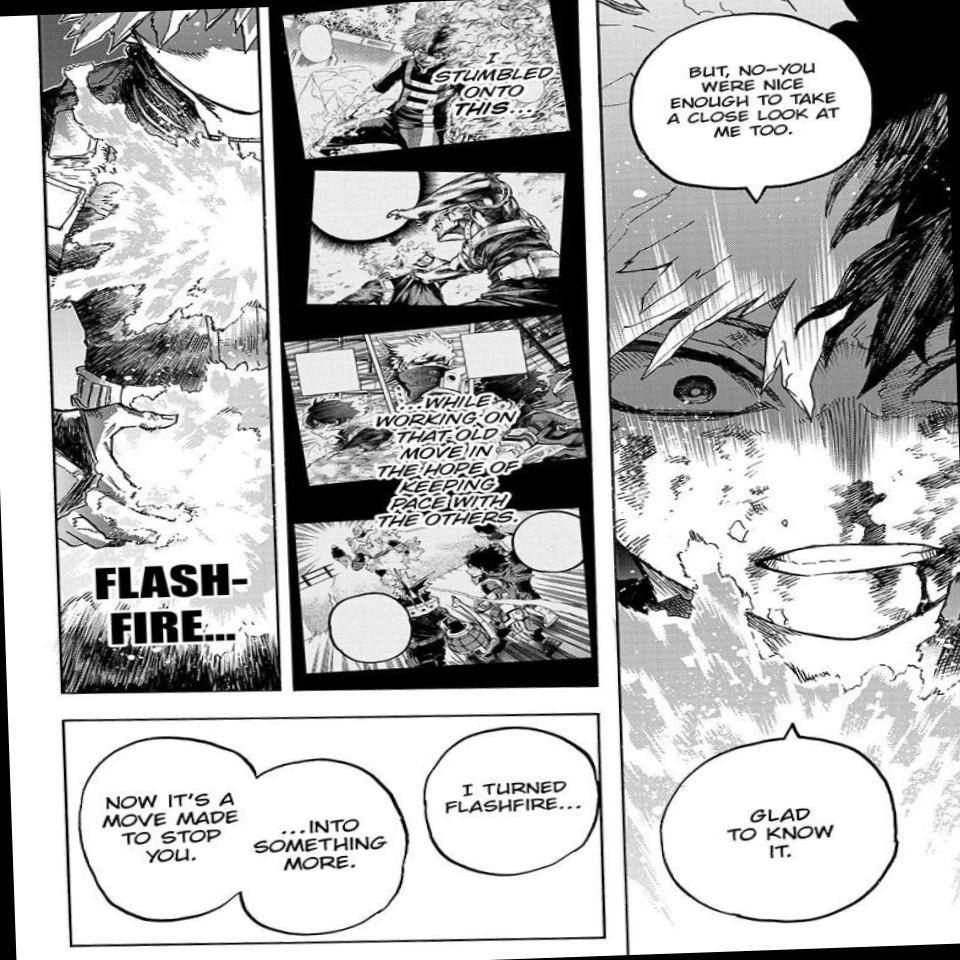 BUT, NO—YOU
WERE NICE
ENOUGH TO TAKE
A CLOSE LOOK AT
ME TOO.
GLAD
TO KNOW
IT.
I
STUMBLED
ONTO
THIS...
...WHILE
WORKING ON
THAT OLD
MOVE IN
THE HOPE OF
KEEPING
PACE WITH
THE OTHERS.
FLASH-
FIRE...
I TURNED
FLASHFIRE...
...INTO
SOMETHING
MORE.
NOW IT'S A
MOVE MADE
TO STOP
YOU.